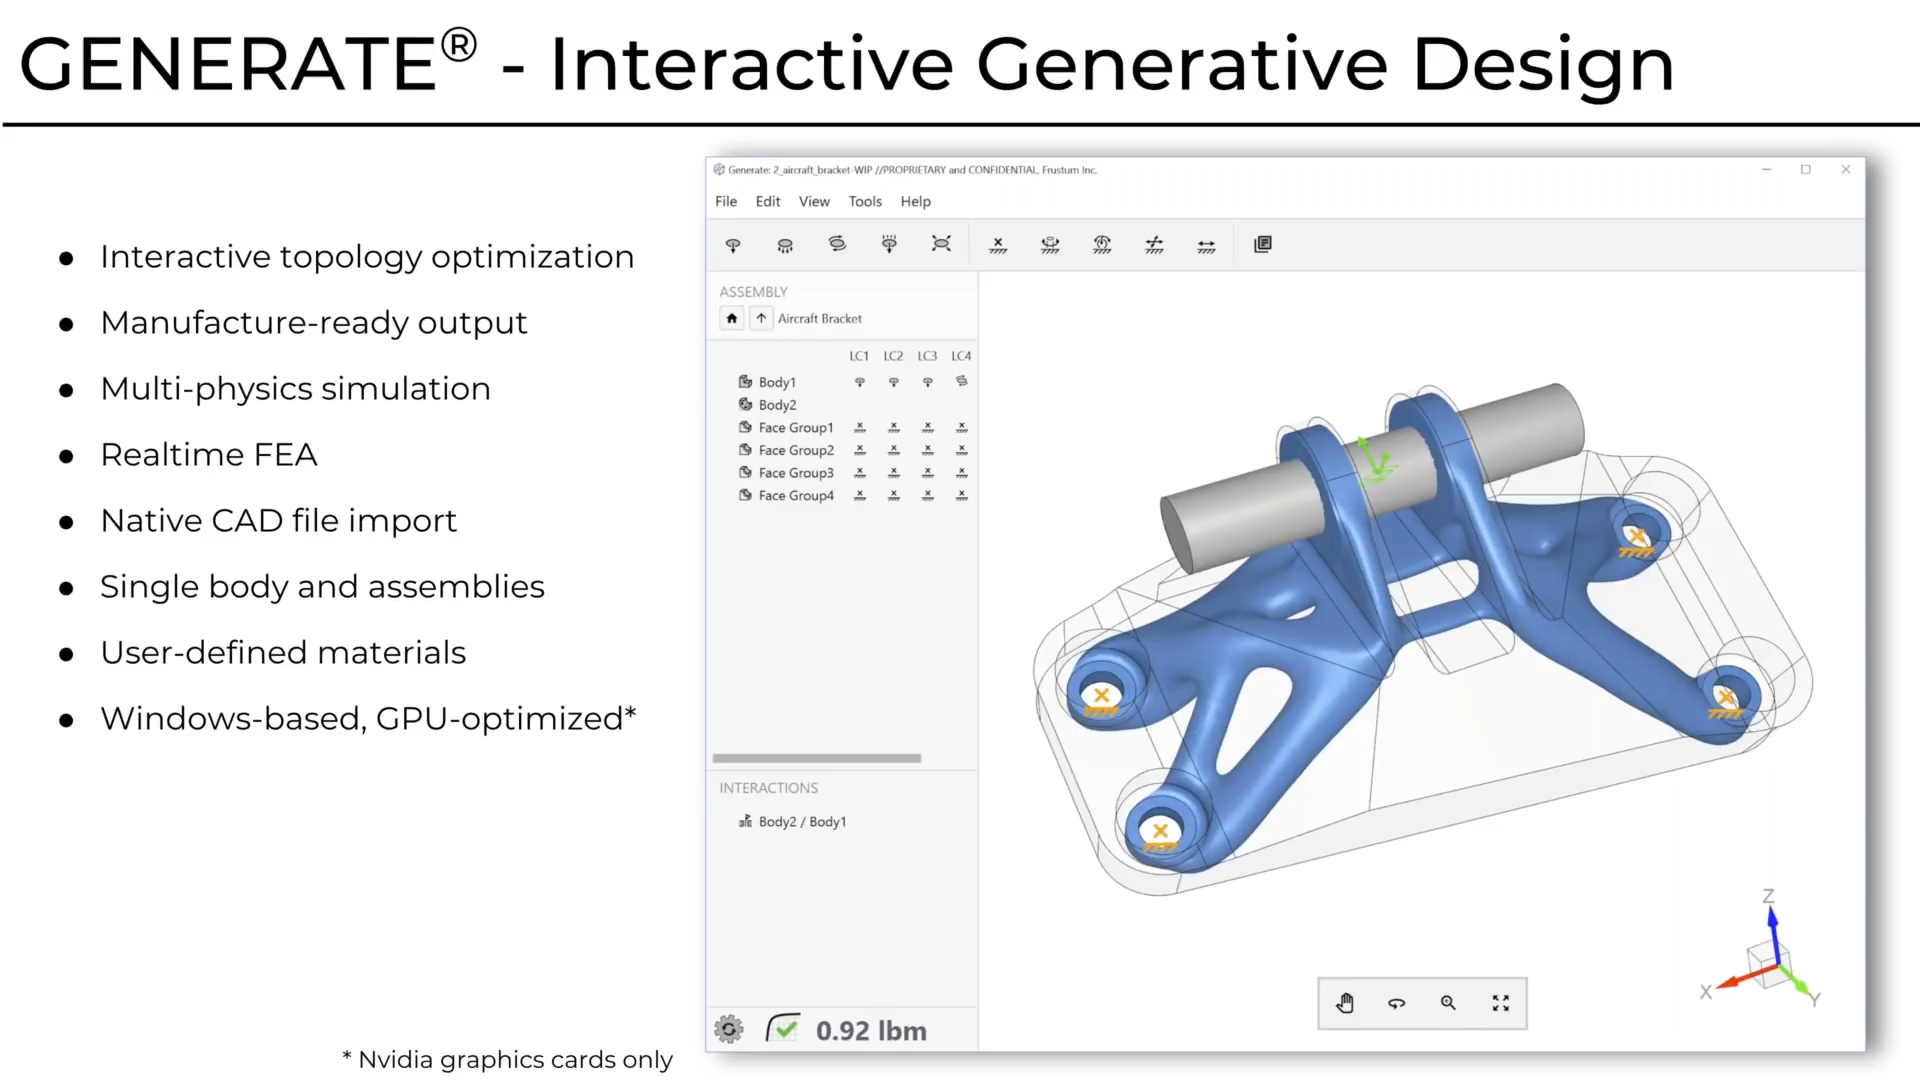 GENERATE® - Interactive Generative Design
● Interactive topology optimization
● Manufacture-ready output
● Multi-physics simulation
● Realtime FEA
● Native CAD file import
● Single body and assemblies
● User-defined materials
● Windows-based, GPU-optimized*
* Nvidia graphics cards only
Generate: 2_aircraft_bracket-WIP //PROPRIETARY and CONFIDENTIAL, Frustum Inc.
File Edit View Tools Help
ASSEMBLY
Aircraft Bracket
LC1 LC2 LC3 LC4
Body1
Body2
Face Group1
Face Group2
Face Group3
Face Group4
INTERACTIONS
Body2 / Body1
0.92 lbm
Z
X
Y